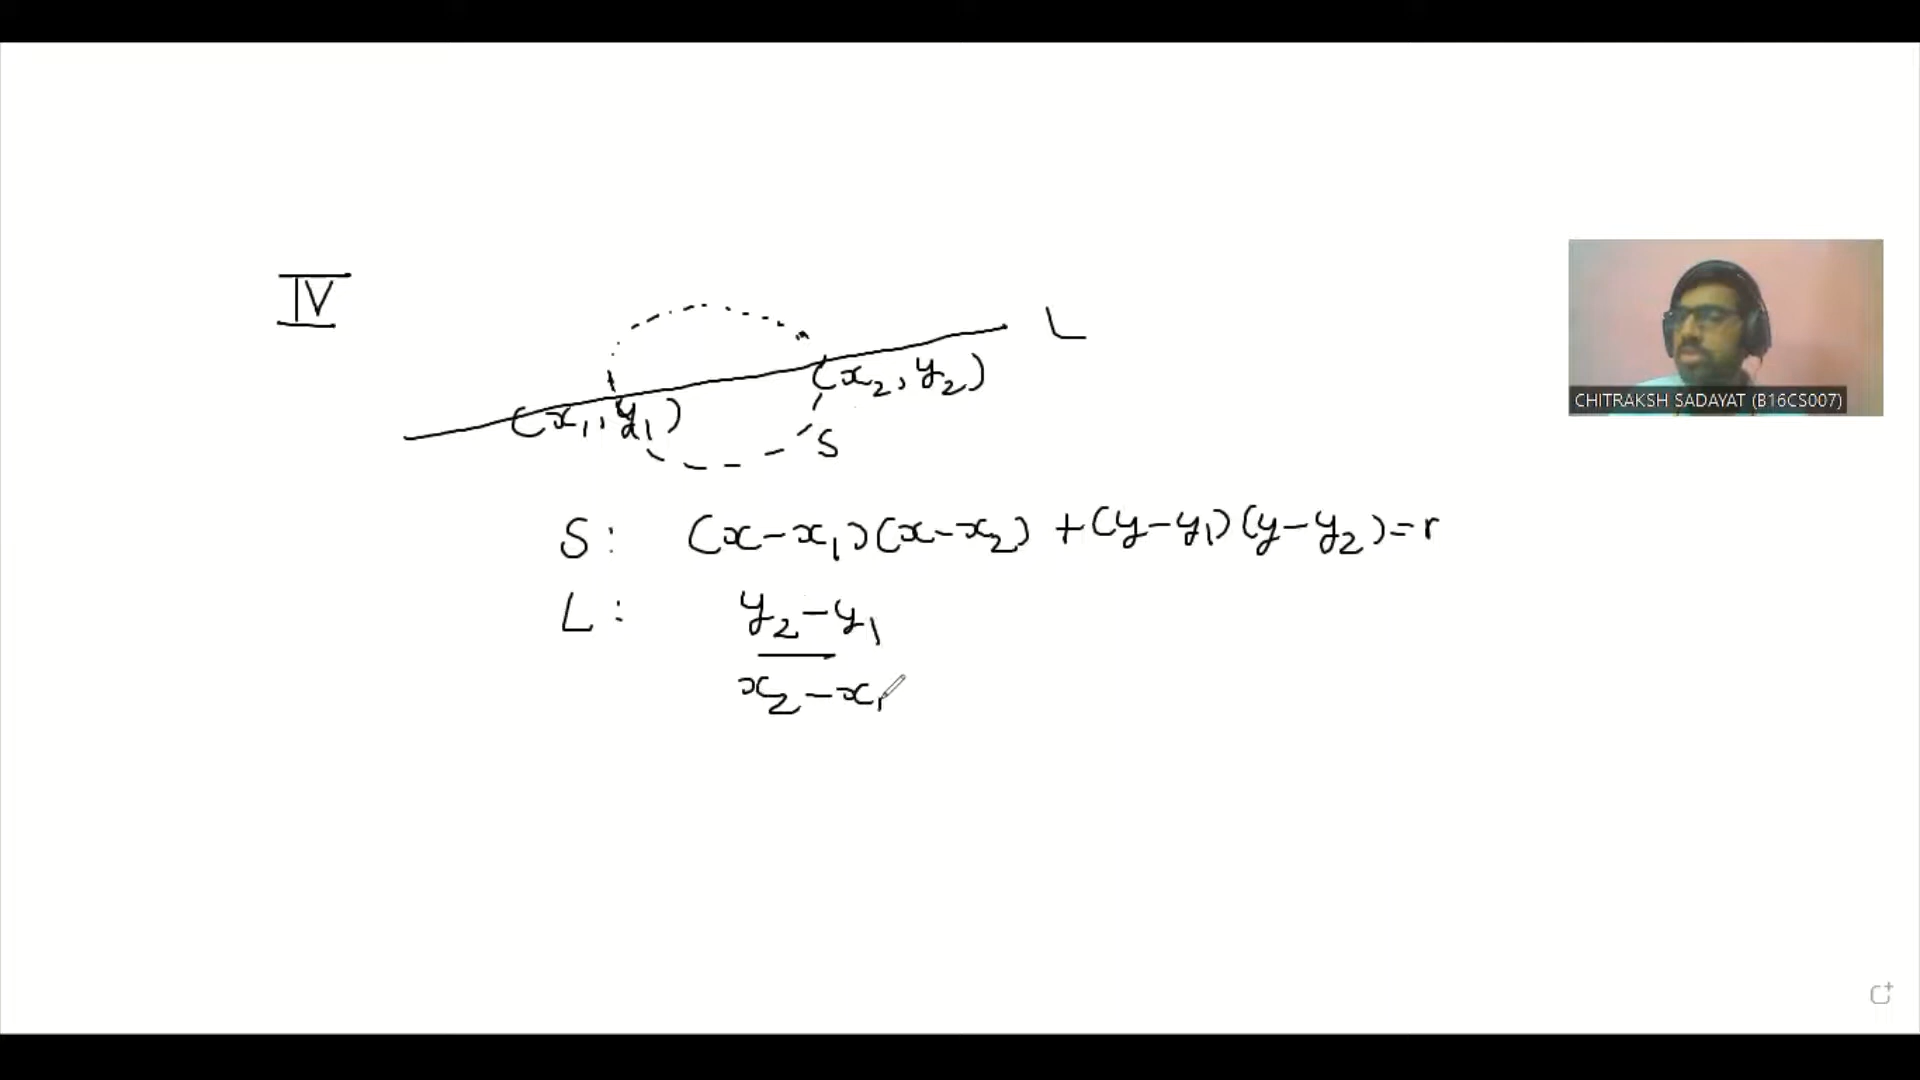 IV
L
(x₂, y₂)
(x₁, y₁)
S
S: (x-x₁)(x-x₂) +(y-y₁)(y-y₂)=r
L: y₂-y₁
x₂-x₁
CHITRAKSH SADAYAT (B16CS007)